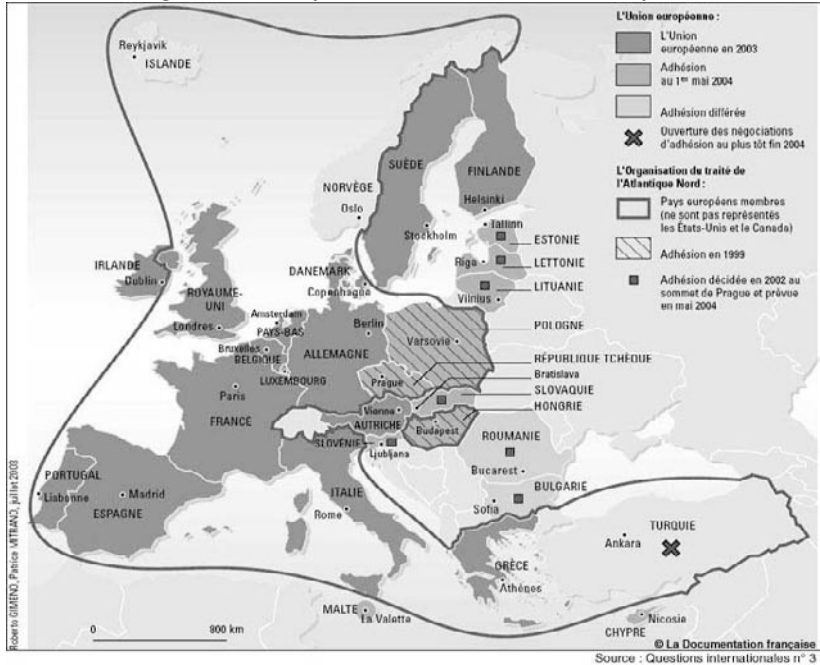 L'Union européenne :
L'Union
européenne en 2003
Adhésion
au 1er mai 2004
Adhésion différée
Ouverture des négociations
d'adhésion au plus tôt fin 2004
L'Organisation du traité de
l'Atlantique Nord :
Pays européens membres
(ne sont pas représentés
les États-Unis et le Canada)
Adhésion en 1999
Adhésion décidée en 2002 au
sommet de Prague et prévue
en mai 2004
Reykjavik
ISLANDE
SUÈDE
FINLANDE
NORVÈGE
Oslo
Helsinki
Stockholm
Tallinn
ESTONIE
Riga
LETTONIE
LITUANIE
Vilnius
IRLANDE
Dublin
ROYAUME-
UNI
Londres
DANEMARK
Copenhague
Amsterdam
PAYS-BAS
Berlin
Varsovie
POLOGNE
Bruxelles
BELGIQUE
ALLEMAGNE
LUXEMBOURG
Prague
RÉPUBLIQUE TCHÈQUE
Bratislava
SLOVAQUIE
HONGRIE
Paris
FRANCE
Vienne
AUTRICHE
Budapest
SLOVÉNIE
Ljubljana
ROUMANIE
Bucarest
BULGARIE
Sofia
PORTUGAL
Lisbonne
Madrid
ESPAGNE
ITALIE
Rome
TURQUIE
Ankara
GRÈCE
Athènes
MALTE
La Valette
Nicosie
CHYPRE
0
800 km
Roberto GIMENO, Patrice MITRANO, juillet 2003
© La Documentation française
Source : Questions internationales n° 3